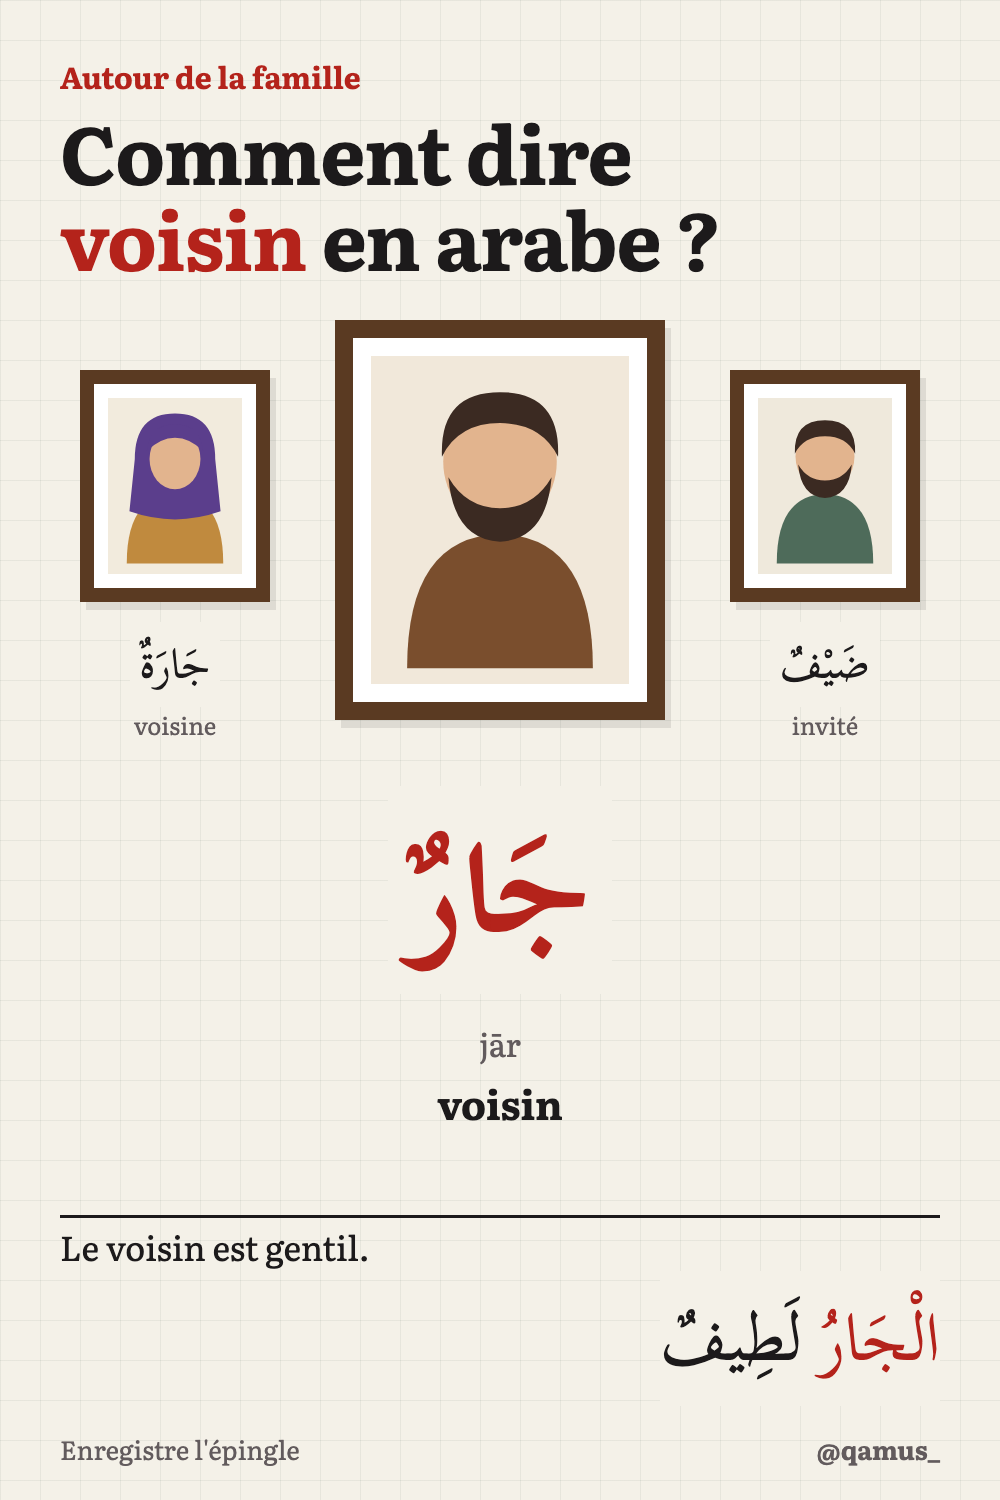 Autour de la famille
Comment dire
voisin en arabe ?
جَارَةٌ
voisine
ضَيْفٌ
invité
جَارٌ
jār
voisin
Le voisin est gentil.
الْجَارُ لَطِيفٌ
Enregistre l'épingle
@qamus_